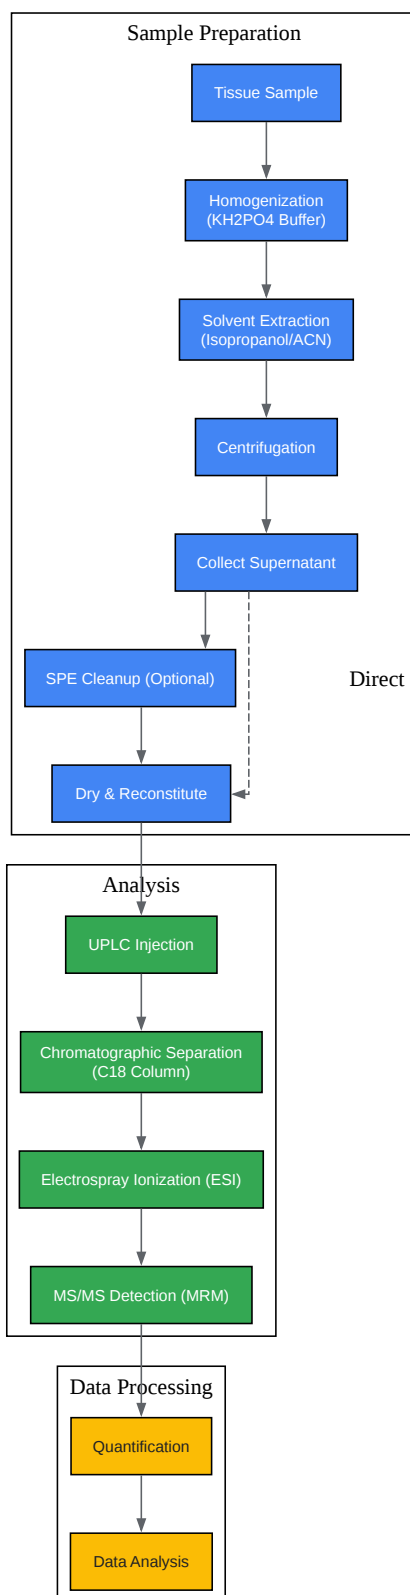 Sample Preparation
Tissue Sample
Homogenization
(KH2PO4 Buffer)
Solvent Extraction
(Isopropanol/ACN)
Centrifugation
Collect Supernatant
SPE Cleanup (Optional)
Direct
Dry & Reconstitute
Analysis
UPLC Injection
Chromatographic Separation
(C18 Column)
Electrospray Ionization (ESI)
MS/MS Detection (MRM)
Data Processing
Quantification
Data Analysis